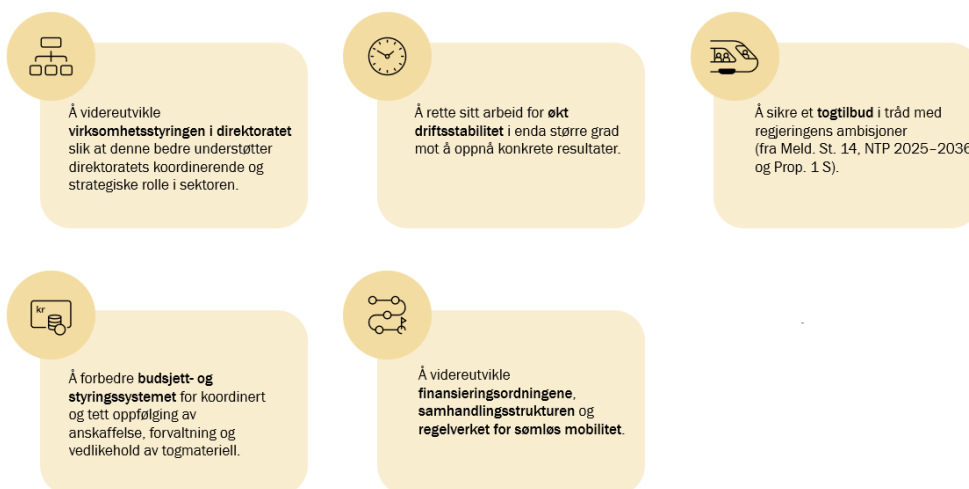 Å videreutvikle
virksomhetsstyringen i direktoratet
slik at denne bedre understøtter
direktoratets koordinerende og
strategiske rolle i sektoren.
Å rette sitt arbeid for økt
driftsstabilitet i enda større grad
mot å oppnå konkrete resultater.
Å sikre et togtilbud i tråd med
regjeringens ambisjoner
(fra Meld. St. 14, NTP 2025–2036
og Prop. 1 S).
kr
Å forbedre budsjett- og
styringssystemet for koordinert
og tett oppfølging av
anskaffelse, forvaltning og
vedlikehold av togmateriell.
Å videreutvikle
finansieringsordningene,
samhandlingsstrukturen og
regelverket for sømløs mobilitet.